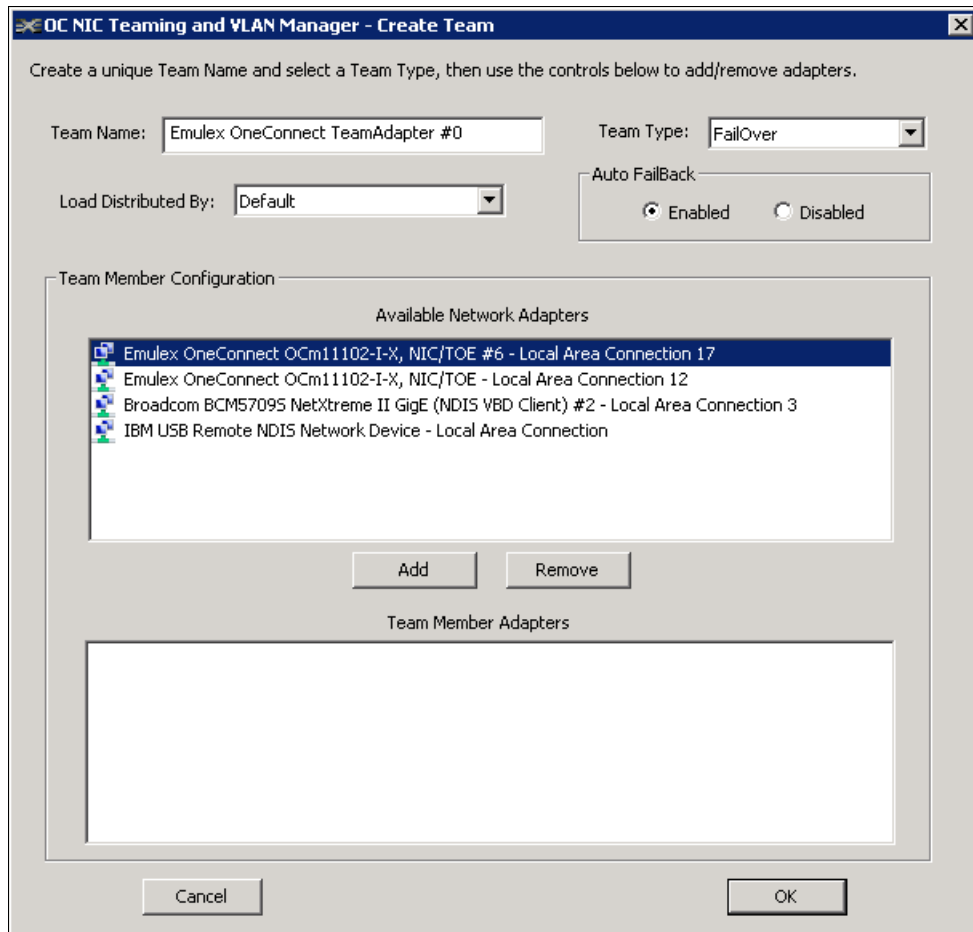 OC NIC Teaming and VLAN Manager - Create Team
Create a unique Team Name and select a Team Type, then use the controls below to add/remove adapters.
Team Name: Emulex OneConnect TeamAdapter #0
Team Type: FailOver
Load Distributed By: Default
Auto FailBack
Enabled Disabled
Team Member Configuration
Available Network Adapters
Emulex OneConnect OCm11102-I-X, NIC/TOE #6 - Local Area Connection 17
Emulex OneConnect OCm11102-I-X, NIC/TOE - Local Area Connection 12
Broadcom BCM5709S NetXtreme II GigE (NDIS VBD Client) #2 - Local Area Connection 3
IBM USB Remote NDIS Network Device - Local Area Connection
Add Remove
Team Member Adapters
Cancel OK